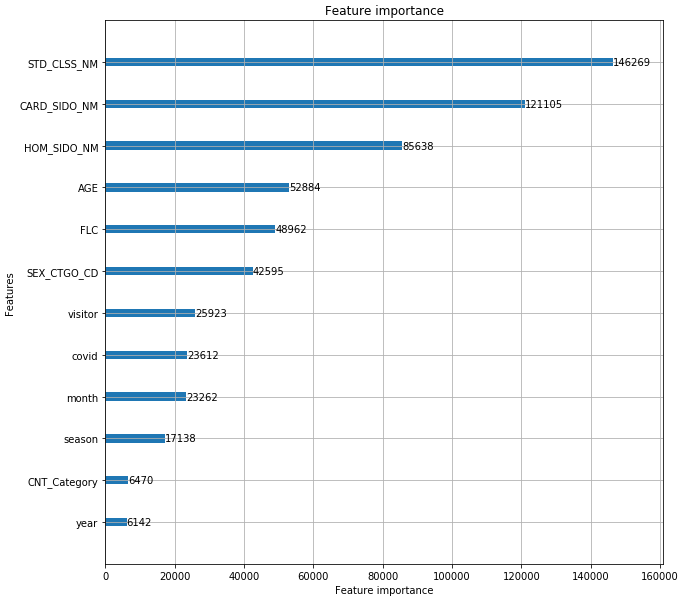 Feature importance
STD_CLSS_NM 146269
CARD_SIDO_NM 121105
HOM_SIDO_NM 85638
AGE 52884
FLC 48962
SEX_CTGO_CD 42595
Features
visitor 25923
covid 23612
month 23262
season 17138
CNT_Category 6470
year 6142
0 20000 40000 60000 80000 100000 120000 140000 160000
Feature importance